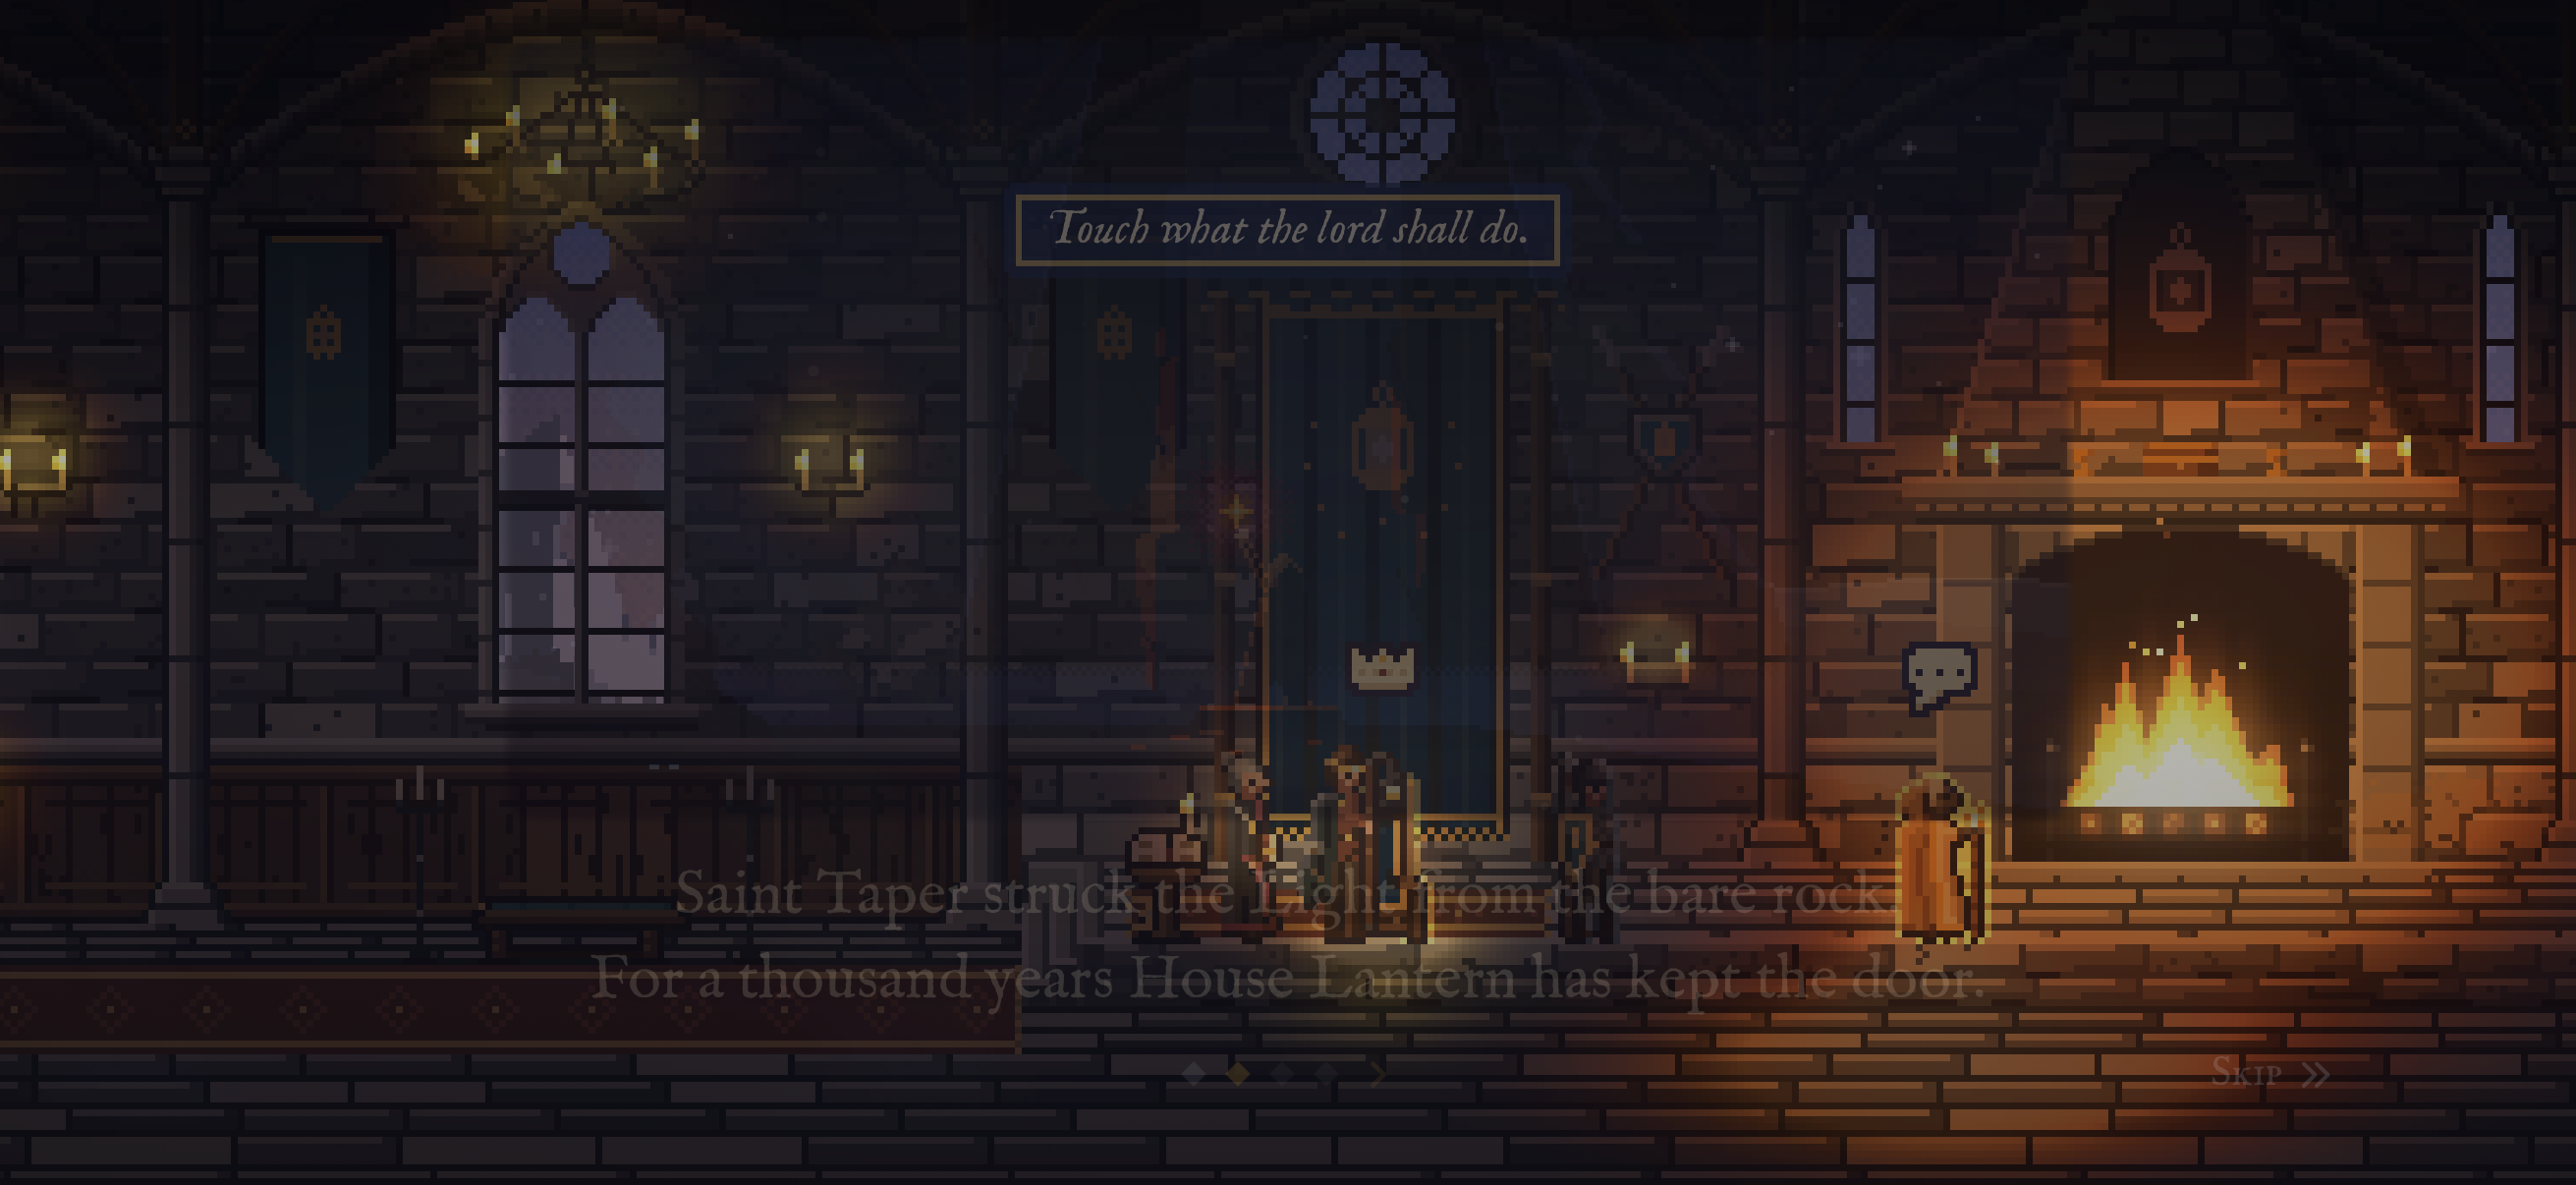 Touch what the lord shall do.
Saint Taper struck the Light from the bare rock.
For a thousand years House Lantern has kept the door.
Skip